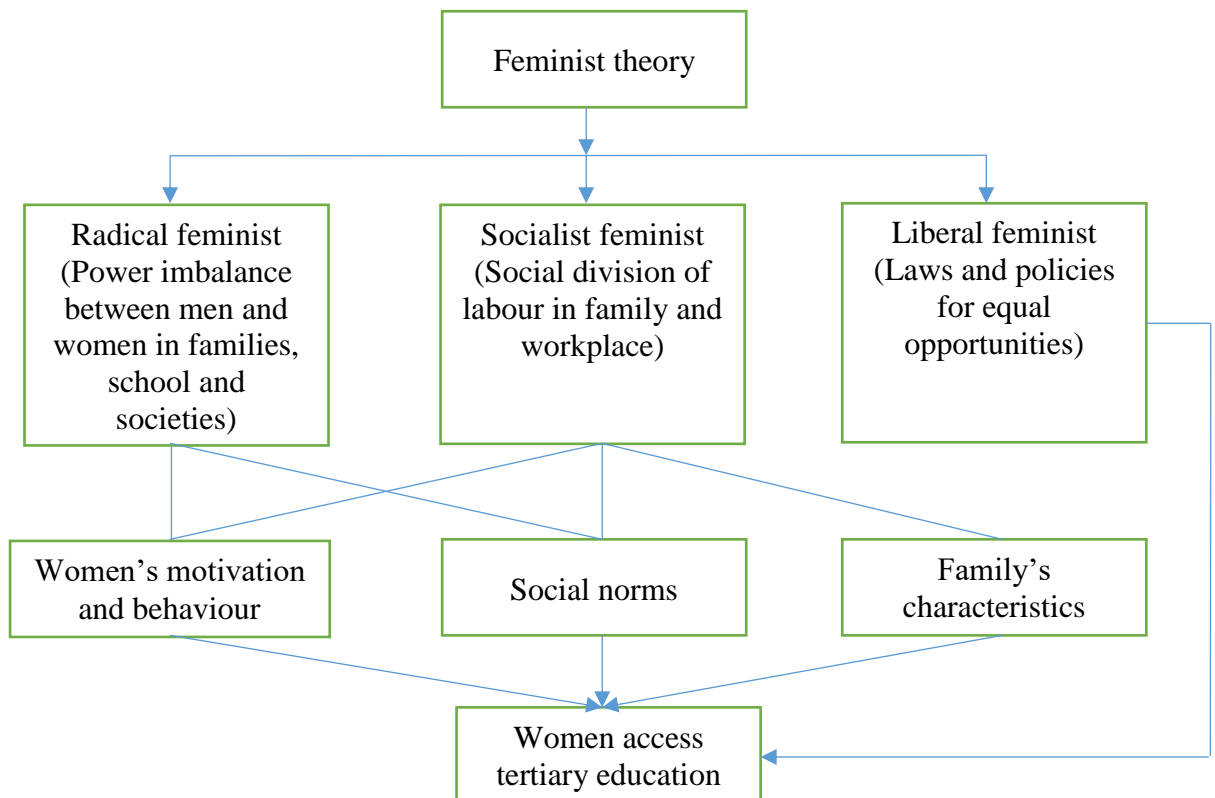 Feminist theory
Radical feminist
(Power imbalance
between men and
women in families,
school and
societies)
Socialist feminist
(Social division of
labour in family and
workplace)
Liberal feminist
(Laws and policies
for equal
opportunities)
Women’s motivation
and behaviour
Social norms
Family’s
characteristics
Women access
tertiary education